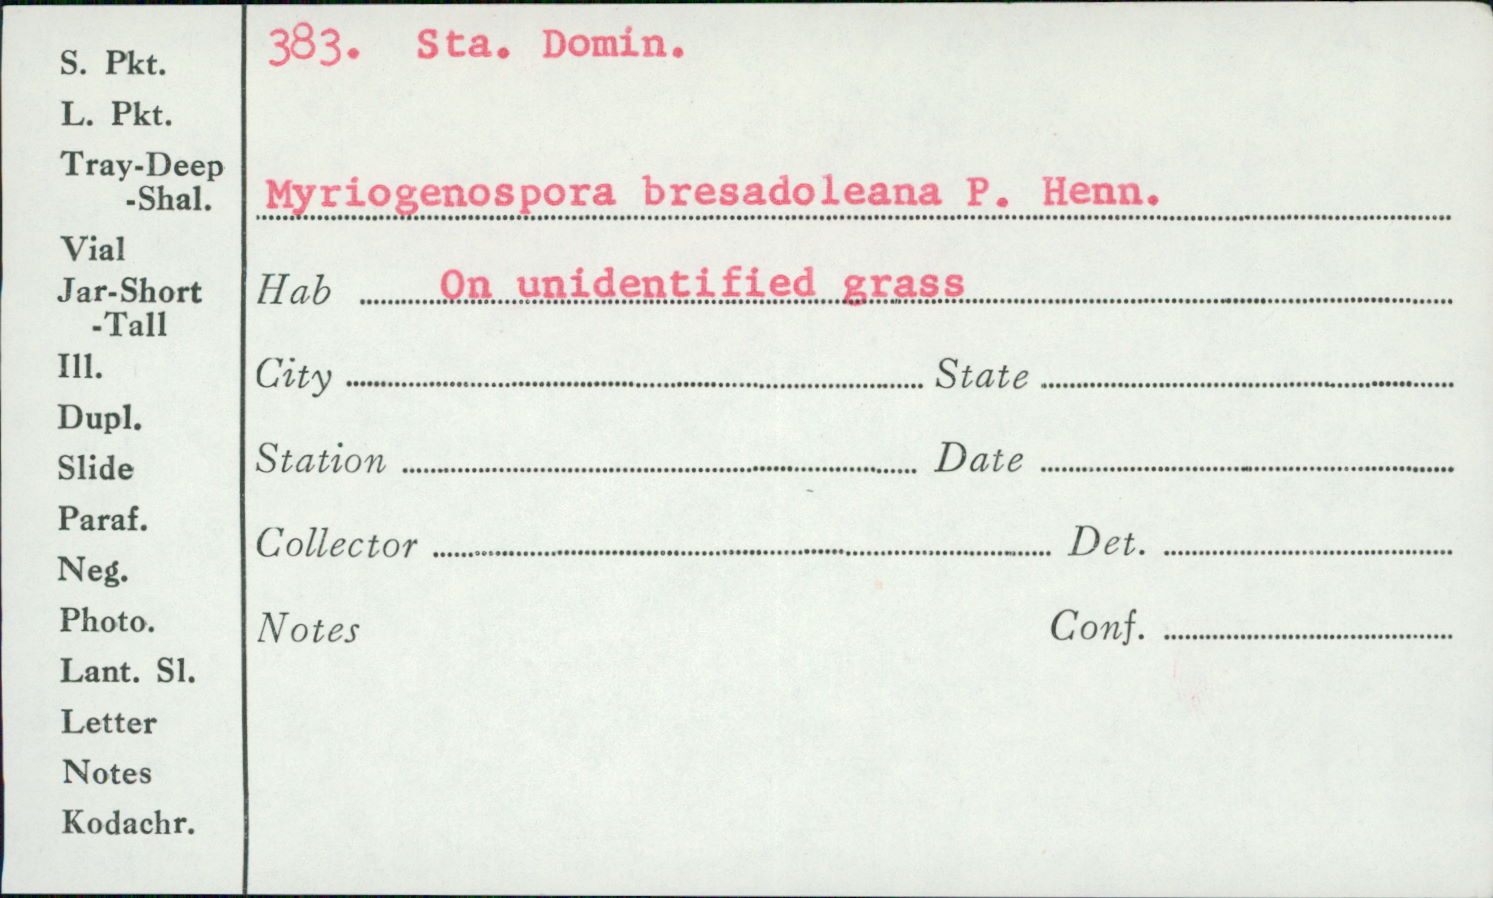 383. Sta. Domin.
Myriogenospora bresadoleana P. Henn.
Hab On unidentified grass
City State
Station Date
Collector Det.
Notes Conf.
S. Pkt.
L. Pkt.
Tray-Deep
-Shal.
Vial
Jar-Short
-Tall
Ill.
Dupl.
Slide
Paraf.
Neg.
Photo.
Lant. Sl.
Letter
Notes
Kodachr.